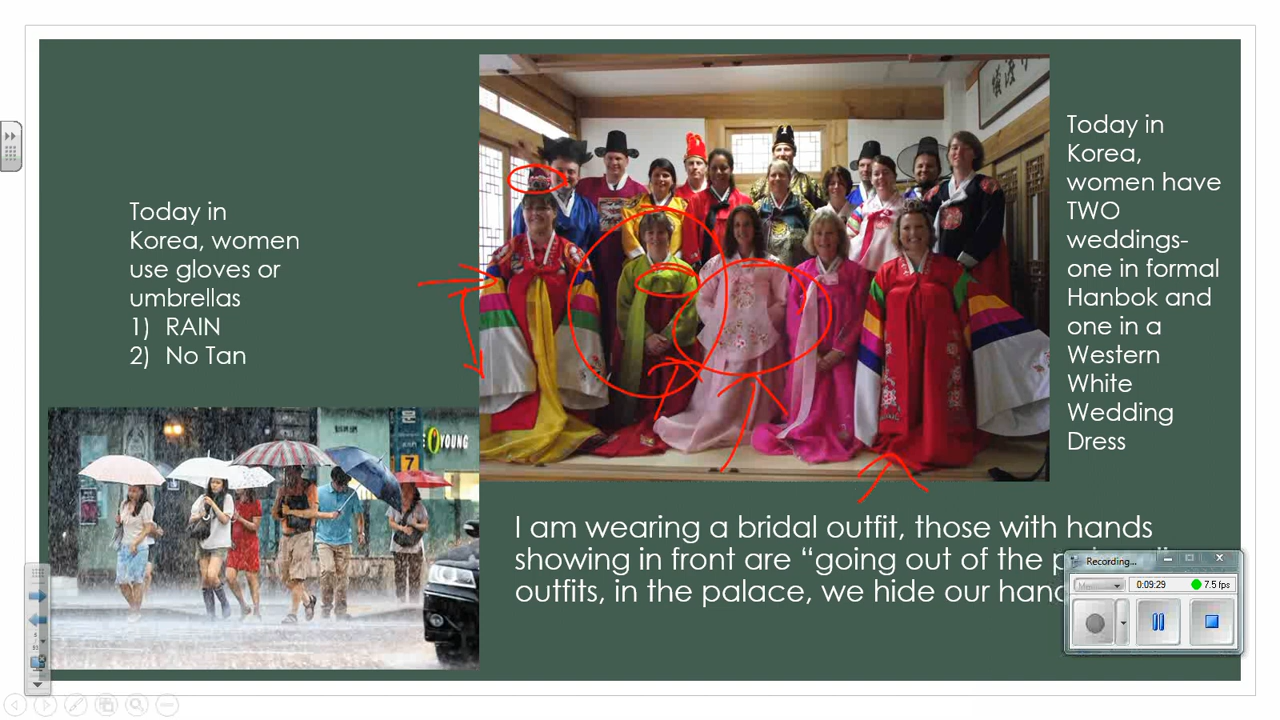 Today in
Korea, women
use gloves or
umbrellas
1) RAIN
2) No Tan
Today in
Korea,
women have
TWO
weddings-
one in formal
Hanbok and
one in a
Western
White
Wedding
Dress
YOUNG
7
I am wearing a bridal outfit, those with hands
showing in front are “going out of the
outfits, in the palace, we hide our
Recording...
0:09:29
7.5 fps